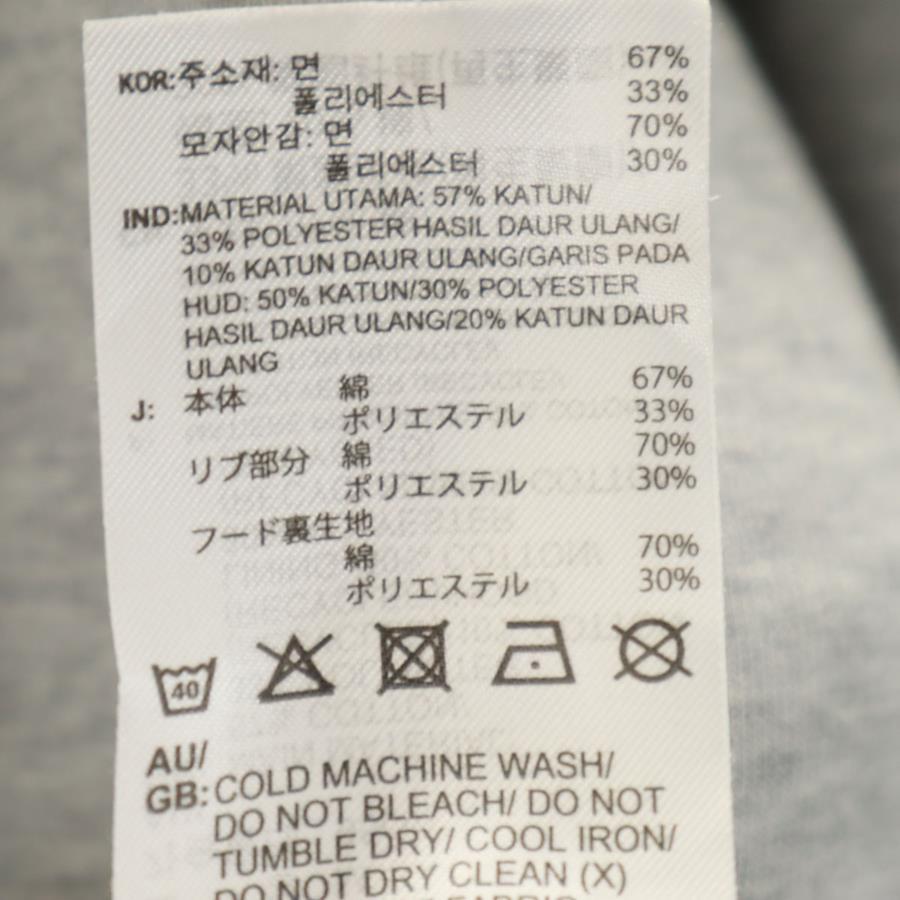 KOR:주소재: 면 67%
폴리에스터 33%
모자안감: 면 70%
폴리에스터 30%
IND:MATERIAL UTAMA: 57% KATUN/
33% POLYESTER HASIL DAUR ULANG/
10% KATUN DAUR ULANG/GARIS PADA
HUD: 50% KATUN/30% POLYESTER
HASIL DAUR ULANG/20% KATUN DAUR
ULANG
J: 本体 綿 67%
ポリエステル 33%
リブ部分 綿 70%
ポリエステル 30%
フード裏生地
綿 70%
ポリエステル 30%
40
AU/
GB:COLD MACHINE WASH/
DO NOT BLEACH/ DO NOT
TUMBLE DRY/ COOL IRON/
DO NOT DRY CLEAN (X)